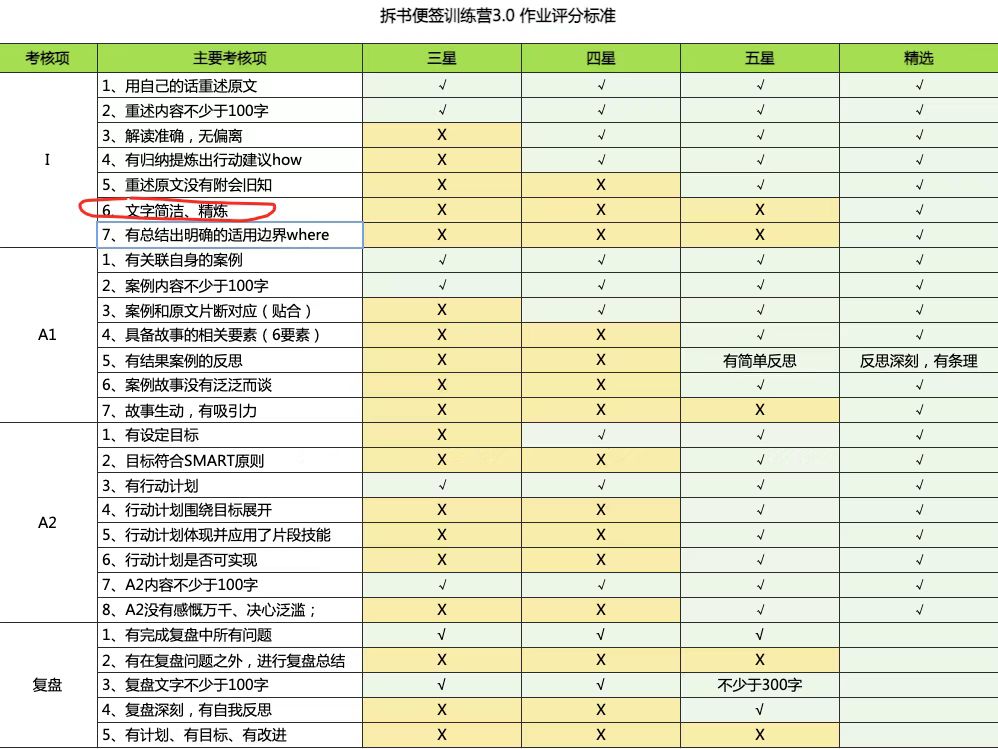 拆书便签训练营3.0 作业评分标准
考核项 主要考核项 三星 四星 五星 精选
I
1、用自己的话重述原文 √ √ √ √
2、重述内容不少于100字 √ √ √ √
3、解读准确，无偏离 X √ √ √
4、有归纳提炼出行动建议how X √ √ √
5、重述原文没有附会旧知 X X √ √
6、文字简洁、精炼 X X X √
7、有总结出明确的适用边界where X X X √
A1
1、有关联自身的案例 √ √ √ √
2、案例内容不少于100字 √ √ √ √
3、案例和原文片断对应（贴合） X √ √ √
4、具备故事的相关要素（6要素） X X √ √
5、有结果案例的反思 X X 有简单反思 反思深刻，有条理
6、案例故事没有泛泛而谈 X X √ √
7、故事生动，有吸引力 X X X √
A2
1、有设定目标 X √ √ √
2、目标符合SMART原则 X X √ √
3、有行动计划 √ √ √ √
4、行动计划围绕目标展开 X X √ √
5、行动计划体现并应用了片段技能 X X √ √
6、行动计划是否可实现 X X √ √
7、A2内容不少于100字 √ √ √ √
8、A2没有感慨万千、决心泛滥； X X √ √
复盘
1、有完成复盘中所有问题 √ √ √
2、有在复盘问题之外，进行复盘总结 X X X
3、复盘文字不少于100字 √ √ 不少于300字
4、复盘深刻，有自我反思 X X √
5、有计划、有目标、有改进 X X X